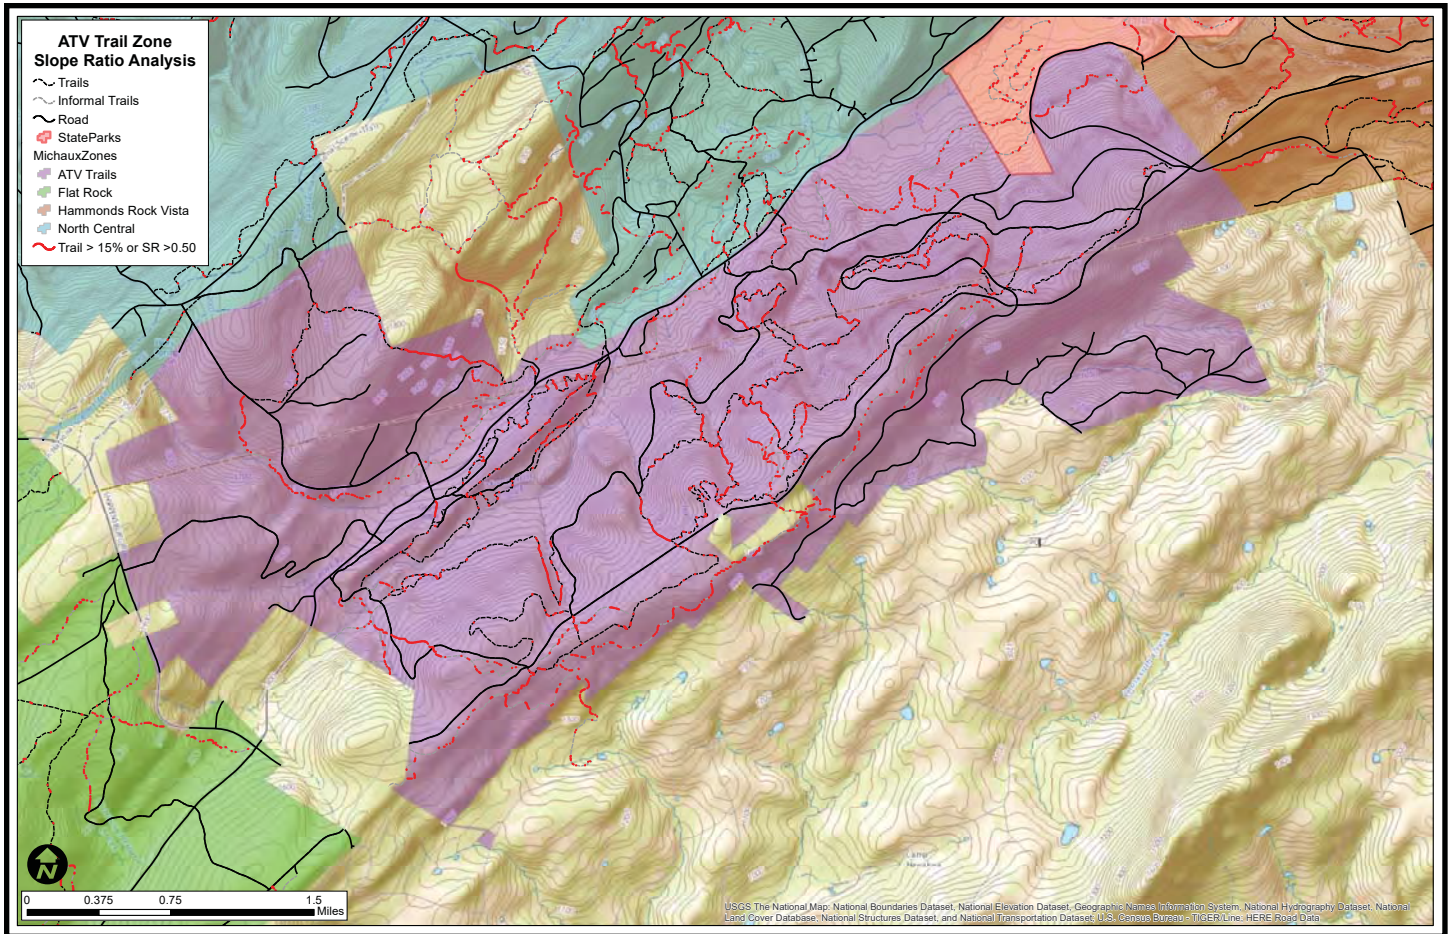 ATV Trail Zone
Slope Ratio Analysis
Trails
Informal Trails
Road
StateParks
MichauxZones
ATV Trails
Flat Rock
Hammonds Rock Vista
North Central
Trail > 15% or SR >0.50
N
0 0.375 0.75 1.5
Miles
USGS The National Map: National Boundaries Dataset, National Elevation Dataset, Geographic Names Information System, National Hydrography Dataset, National
Land Cover Database, National Structures Dataset, and National Transportation Dataset; U.S. Census Bureau - TIGER/Line; HERE Road Data